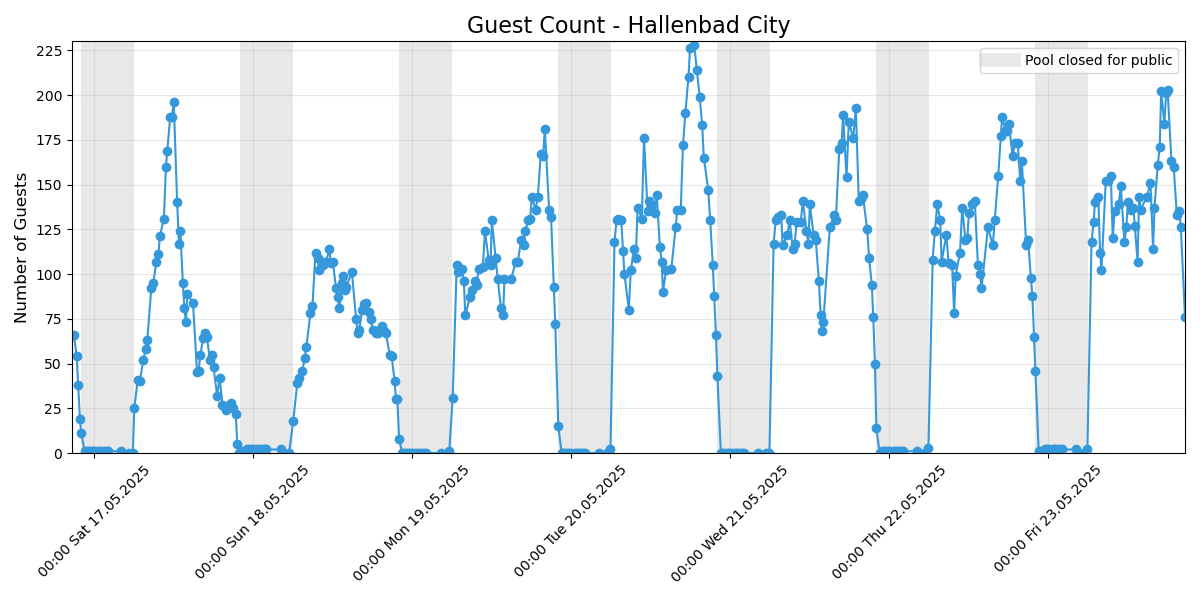 Guest Count - Hallenbad City
Pool closed for public
Number of Guests
225
200
175
150
125
100
75
50
25
0
00:00 Sat 17.05.2025
00:00 Sun 18.05.2025
00:00 Mon 19.05.2025
00:00 Tue 20.05.2025
00:00 Wed 21.05.2025
00:00 Thu 22.05.2025
00:00 Fri 23.05.2025